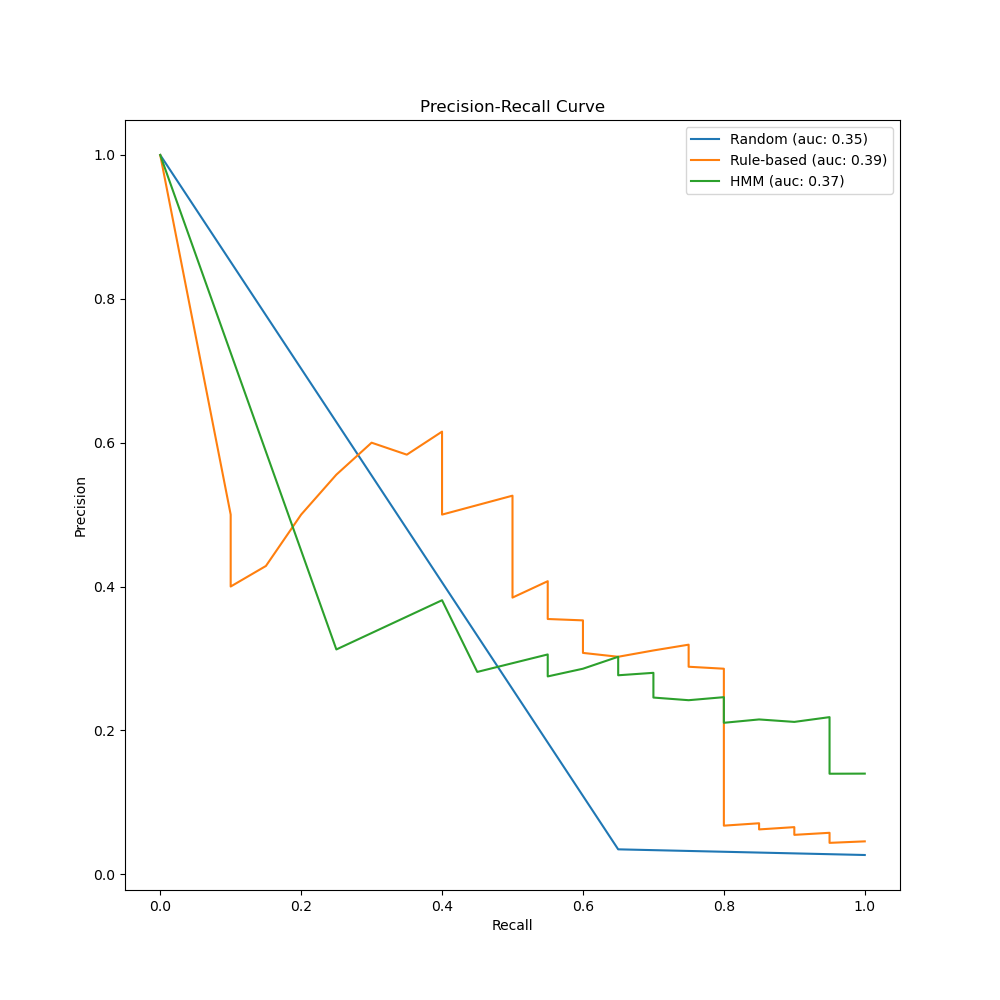 Precision-Recall Curve
Random (auc: 0.35)
Rule-based (auc: 0.39)
HMM (auc: 0.37)
Precision
1.0
0.8
0.6
0.4
0.2
0.0
0.0 0.2 0.4 0.6 0.8 1.0
Recall